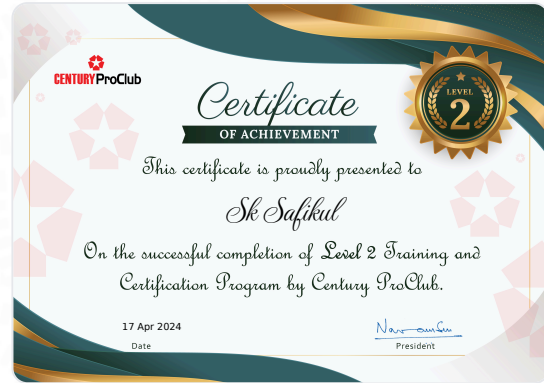 CENTURY ProClub
Certificate
OF ACHIEVEMENT
LEVEL
2
This certificate is proudly presented to
Sk Safikul
On the successful completion of Level 2 Training and
Certification Program by Century ProClub.
17 Apr 2024
Date
President